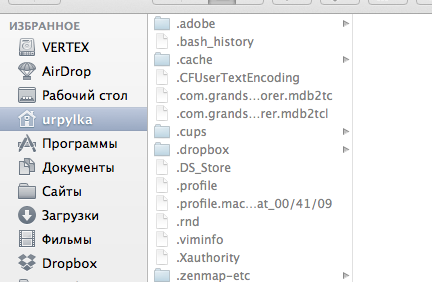 ИЗБРАННОЕ
VERTEX
AirDrop
Рабочий стол
urpylka
Программы
Документы
Сайты
Загрузки
Фильмы
Dropbox
.adobe
.bash_history
.cache
.CFUserTextEncoding
.com.grands...orer.mdb2tc
.com.grands...rer.mdb2tcl
.cups
.dropbox
.DS_Store
.profile
.profile.mac...at_00/41/09
.rnd
.viminfo
.Xauthority
.zenmap-etc